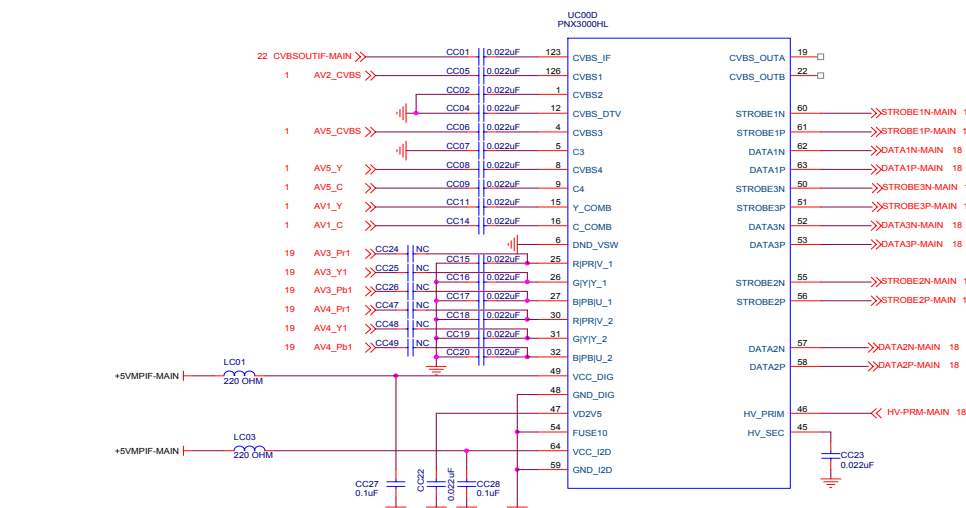 UC00D
PNX3000HL
22 CVBSOUTIF-MAIN CC01 0.022uF 123 CVBS_IF CVBS_OUTA 19
1 AV2_CVBS CC05 0.022uF 126 CVBS1 CVBS_OUTB 22
CC02 0.022uF 1 CVBS2
CC04 0.022uF 12 CVBS_DTV STROBE1N 60 STROBE1N-MAIN 1
1 AV5_CVBS CC06 0.022uF 4 CVBS3 STROBE1P 61 STROBE1P-MAIN 1
CC07 0.022uF 5 C3 DATA1N 62 DATA1N-MAIN 18
1 AV5_Y CC08 0.022uF 8 CVBS4 DATA1P 63 DATA1P-MAIN 18
1 AV5_C CC09 0.022uF 9 C4 STROBE3N 50 STROBE3N-MAIN 1
1 AV1_Y CC11 0.022uF 15 Y_COMB STROBE3P 51 STROBE3P-MAIN 1
1 AV1_C CC14 0.022uF 16 C_COMB DATA3N 52 DATA3N-MAIN 18
6 DND_VSW DATA3P 53 DATA3P-MAIN 18
19 AV3_Pr1 CC24 NC CC15 0.022uF 25 R|PR|V_1
19 AV3_Y1 CC25 NC CC16 0.022uF 26 G|Y|Y_1 STROBE2N 55 STROBE2N-MAIN 1
19 AV3_Pb1 CC26 NC CC17 0.022uF 27 B|PB|U_1 STROBE2P 56 STROBE2P-MAIN 1
19 AV4_Pr1 CC47 NC CC18 0.022uF 30 R|PR|V_2
19 AV4_Y1 CC48 NC CC19 0.022uF 31 G|Y|Y_2 DATA2N 57 DATA2N-MAIN 18
19 AV4_Pb1 CC49 NC CC20 0.022uF 32 B|PB|U_2 DATA2P 58 DATA2P-MAIN 18
+5VMPIF-MAIN LC01 220 OHM 49 VCC_DIG
48 GND_DIG
47 VD2V5 HV_PRIM 46 HV-PRM-MAIN 18
54 FUSE10 HV_SEC 45
+5VMPIF-MAIN LC03 220 OHM 64 VCC_I2D
59 GND_I2D
CC23
0.022uF
CC27
0.1uF
CC22
0.022uF
CC28
0.1uF